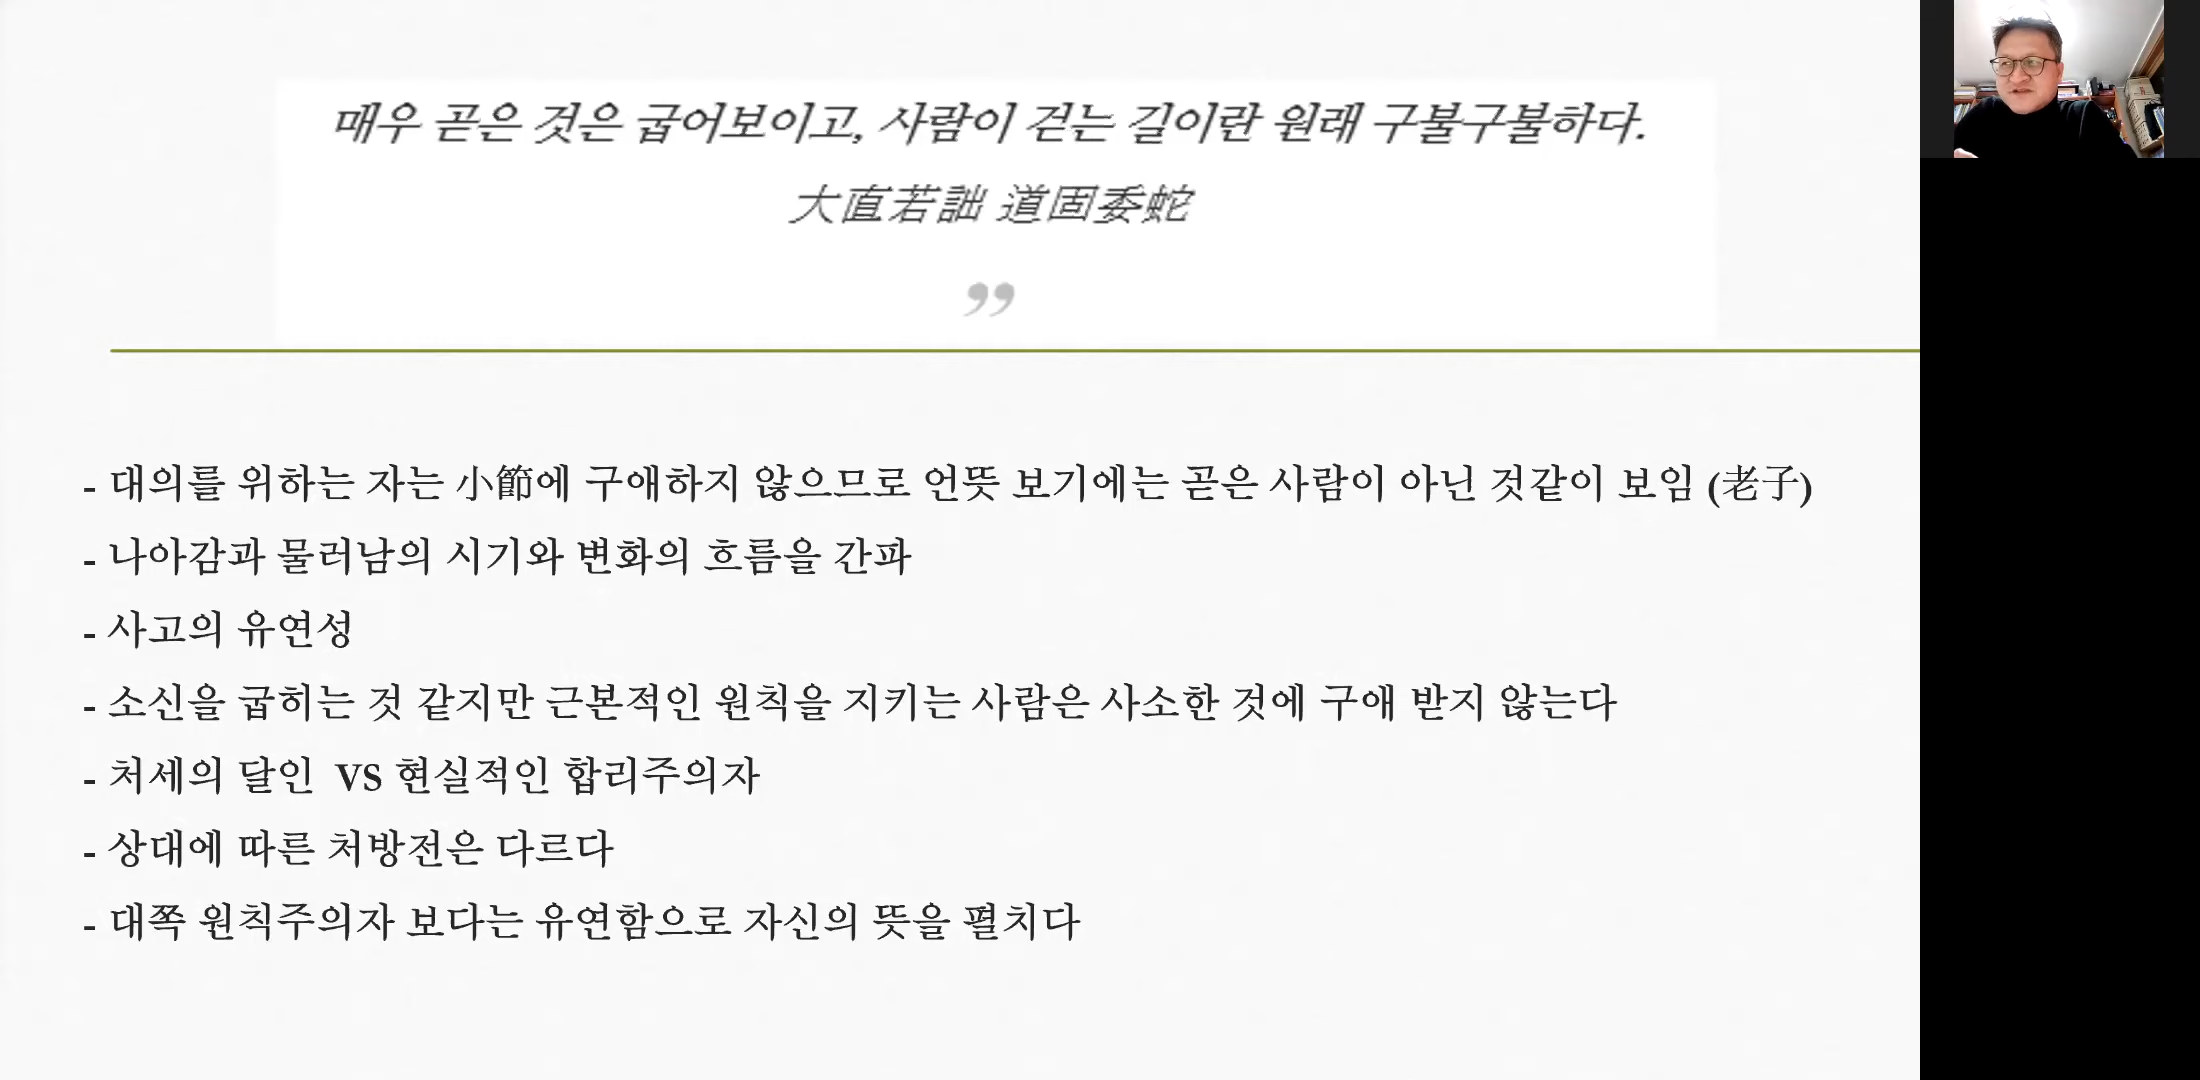 매우 곧은 것은 굽어보이고, 사람이 걷는 길이란 원래 구불구불하다.
大直若詘 道固委蛇
”
- 대의를 위하는 자는 小節에 구애하지 않으므로 언뜻 보기에는 곧은 사람이 아닌 것같이 보임 (老子)
- 나아감과 물러남의 시기와 변화의 흐름을 간파
- 사고의 유연성
- 소신을 굽히는 것 같지만 근본적인 원칙을 지키는 사람은 사소한 것에 구애 받지 않는다
- 처세의 달인 VS 현실적인 합리주의자
- 상대에 따른 처방전은 다르다
- 대쪽 원칙주의자 보다는 유연함으로 자신의 뜻을 펼치다